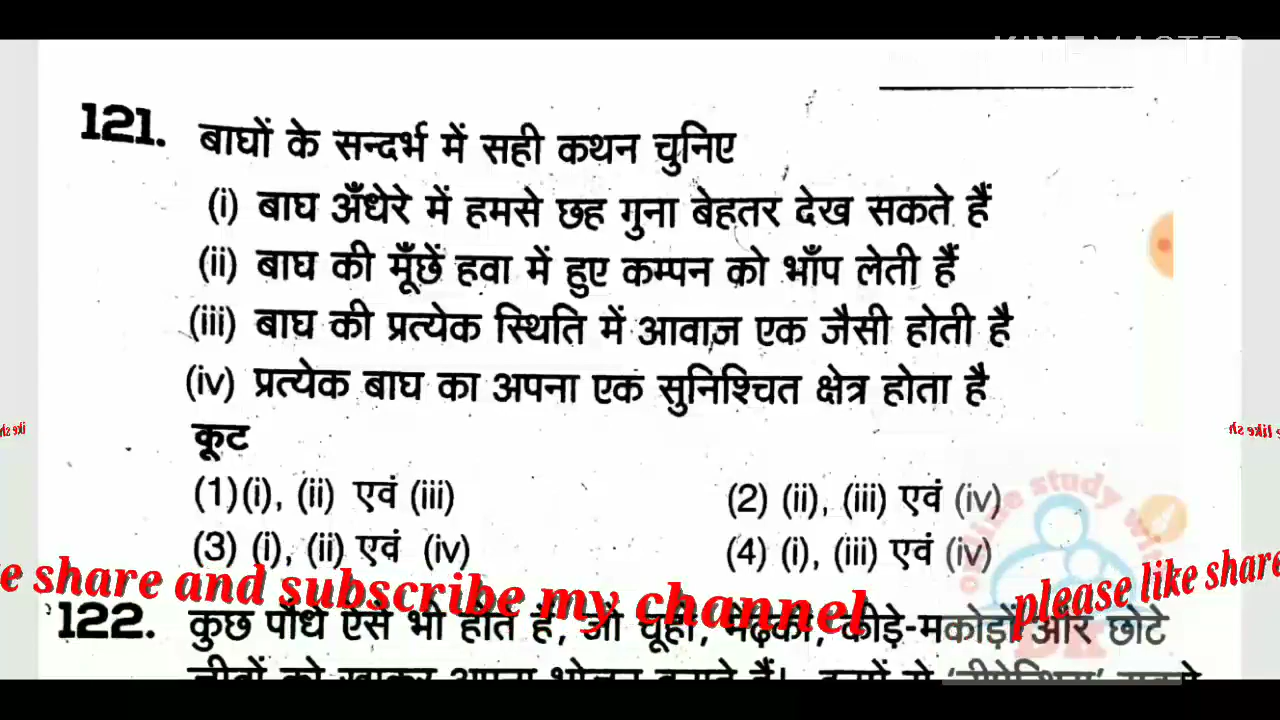 121. बाघों के सन्दर्भ में सही कथन चुनिए
(i) बाघ अँधेरे में हमसे छह गुना बेहतर देख सकते हैं
(ii) बाघ की मूँछें हवा में हुए कम्पन को भाँप लेती हैं
(iii) बाघ की प्रत्येक स्थिति में आवाज़ एक जैसी होती है
(iv) प्रत्येक बाघ का अपना एक सुनिश्चित क्षेत्र होता है
कूट
(1)(i), (ii) एवं (iii) (2) (ii), (iii) एवं (iv)
(3) (i), (ii) एवं (iv) (4) (i), (iii) एवं (iv)
share and subscribe my channel please like share
122. कुछ पौधे ऐसे भी होते हैं, जो चूहों, मेढ़कों, कीड़े-मकोड़ों और छोटे